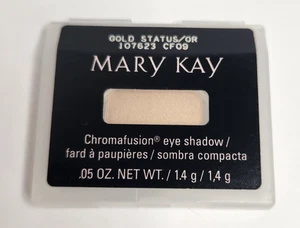 GOLD STATUS/OR
107623 CF09
MARY KAY
Chromafusion® eye shadow /
fard à paupières / sombra compacta
.05 OZ. NET WT. / 1.4 g / 1,4 g